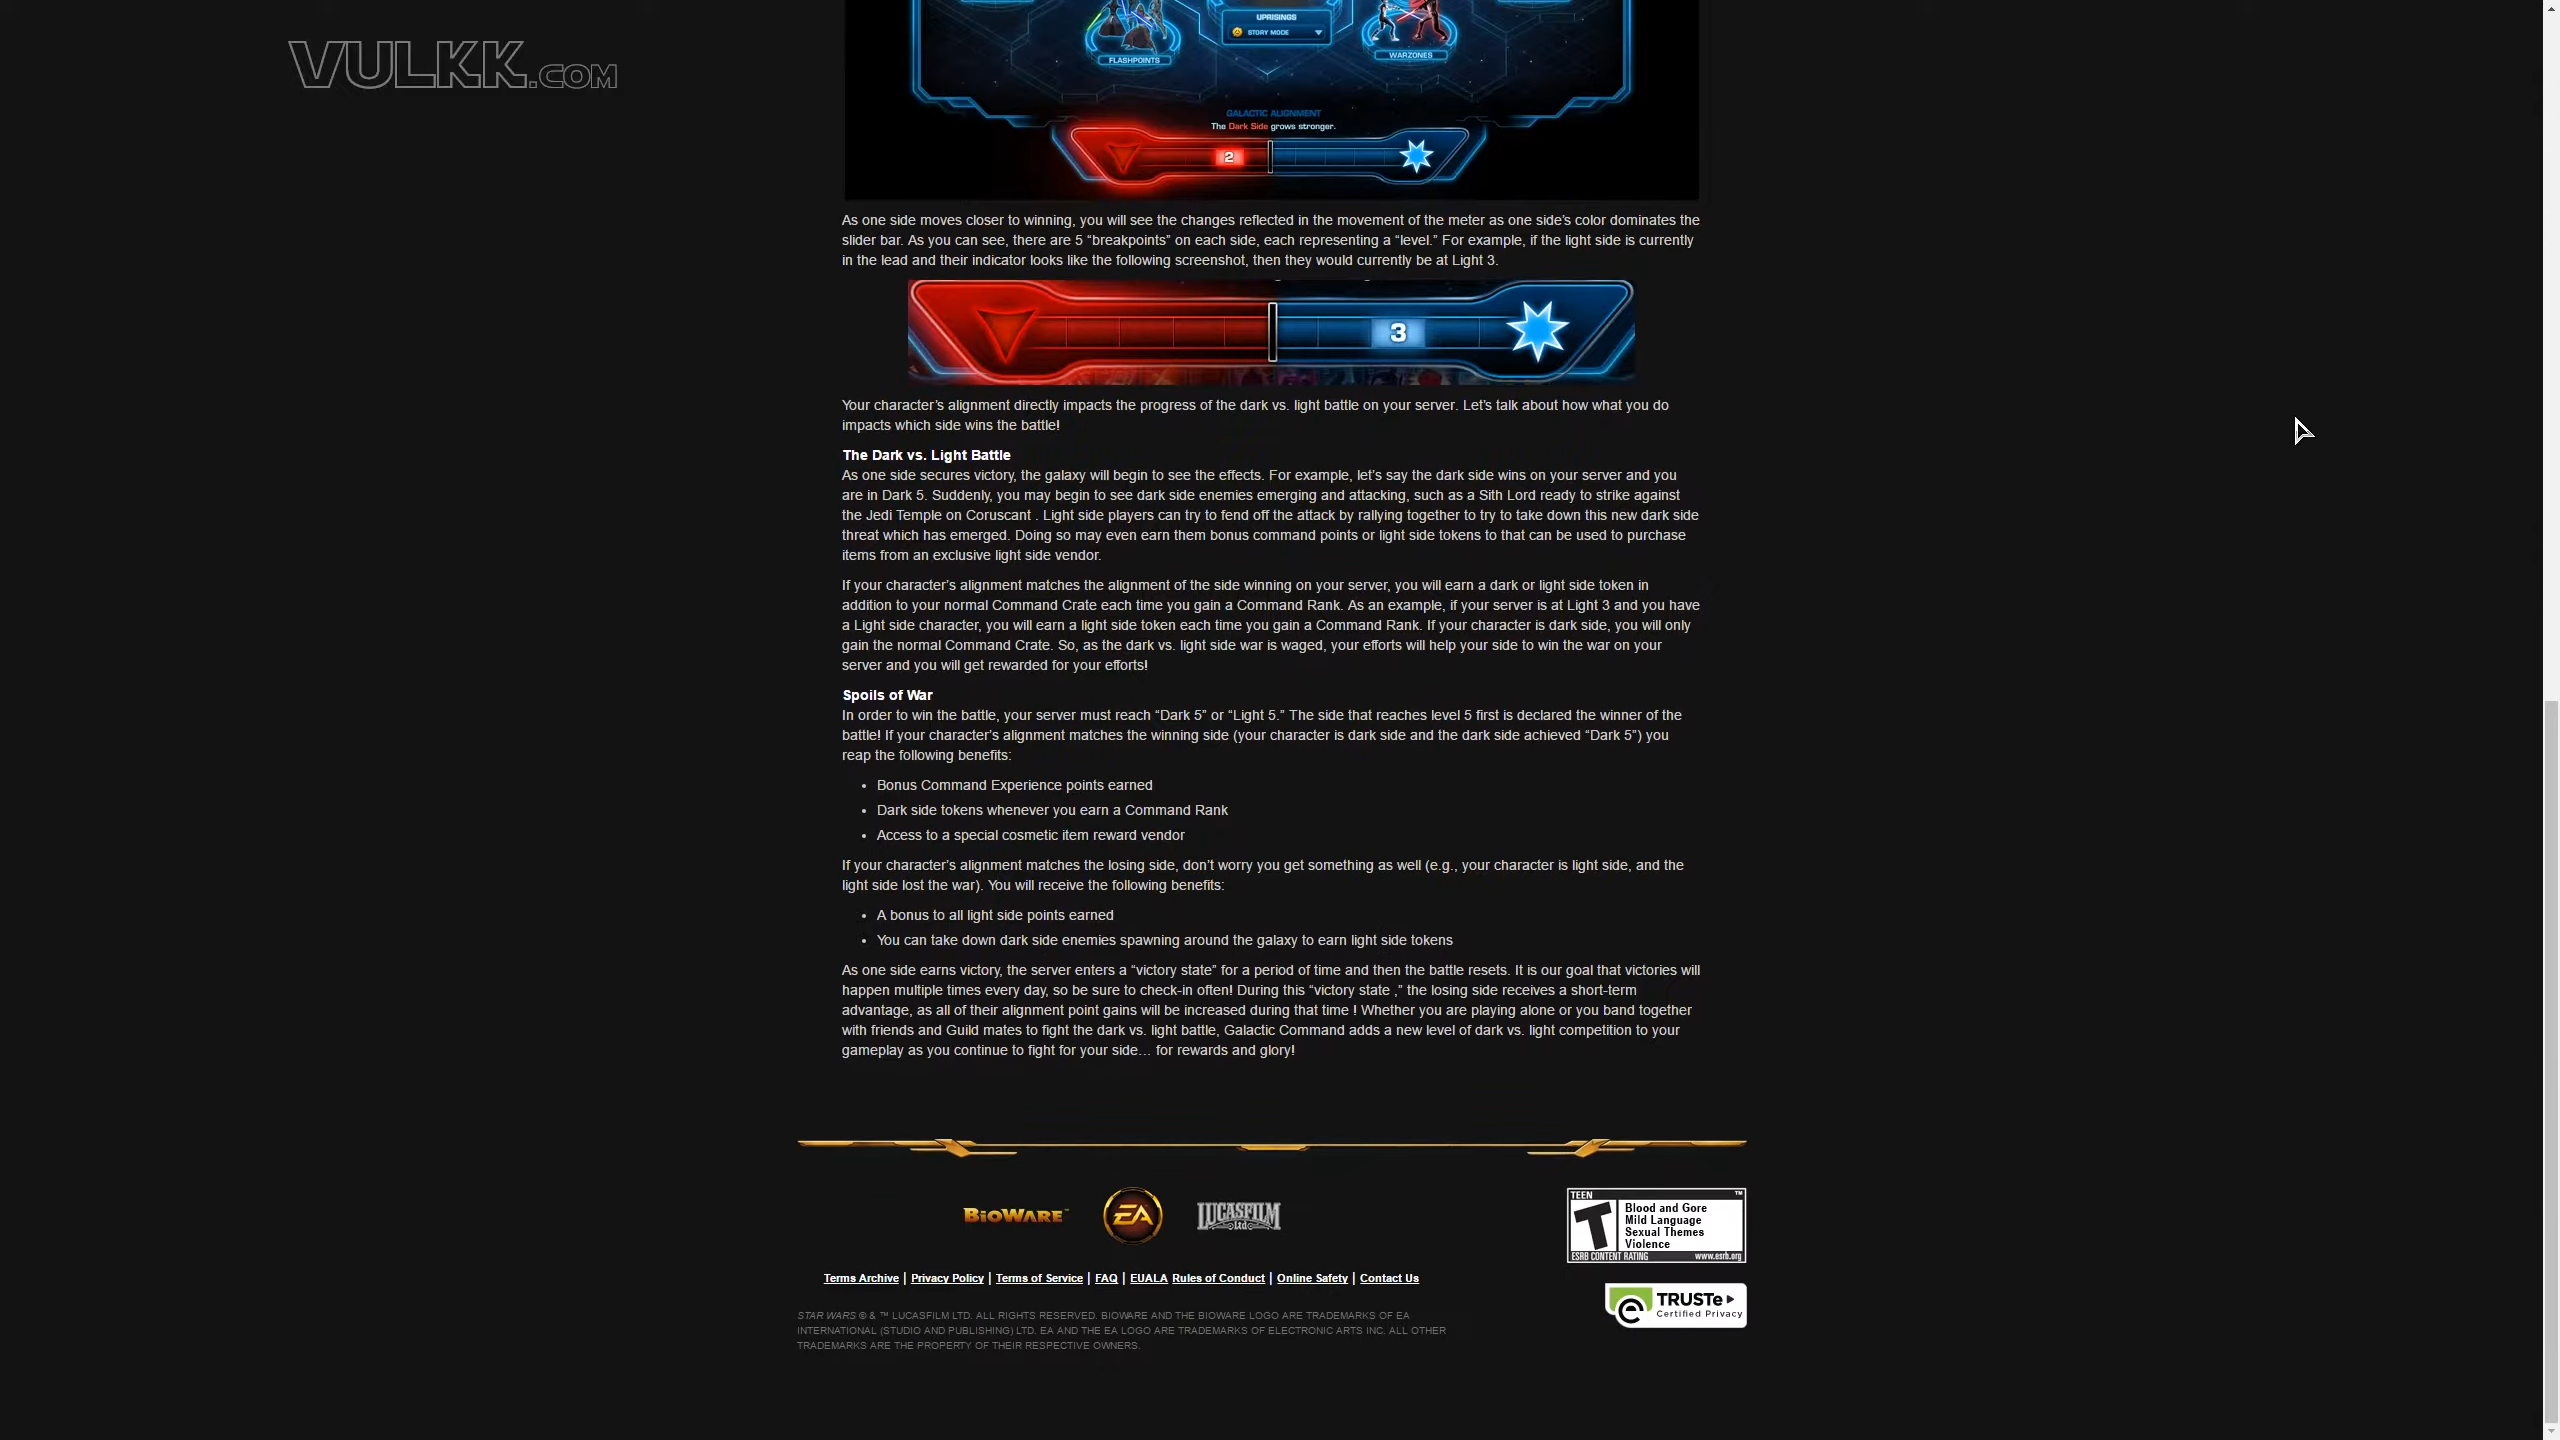 VULKK.COM
UPRISINGS
STORY MODE
FLASHPOINTS
WARZONES
GALACTIC ALIGNMENT
The Dark Side grows stronger.
2
As one side moves closer to winning, you will see the changes reflected in the movement of the meter as one side’s color dominates the
slider bar. As you can see, there are 5 “breakpoints” on each side, each representing a “level.” For example, if the light side is currently
in the lead and their indicator looks like the following screenshot, then they would currently be at Light 3.
3
Your character’s alignment directly impacts the progress of the dark vs. light battle on your server. Let’s talk about how what you do
impacts which side wins the battle!
The Dark vs. Light Battle
As one side secures victory, the galaxy will begin to see the effects. For example, let’s say the dark side wins on your server and you
are in Dark 5. Suddenly, you may begin to see dark side enemies emerging and attacking, such as a Sith Lord ready to strike against
the Jedi Temple on Coruscant . Light side players can try to fend off the attack by rallying together to try to take down this new dark side
threat which has emerged. Doing so may even earn them bonus command points or light side tokens to that can be used to purchase
items from an exclusive light side vendor.
If your character’s alignment matches the alignment of the side winning on your server, you will earn a dark or light side token in
addition to your normal Command Crate each time you gain a Command Rank. As an example, if your server is at Light 3 and you have
a Light side character, you will earn a light side token each time you gain a Command Rank. If your character is dark side, you will only
gain the normal Command Crate. So, as the dark vs. light side war is waged, your efforts will help your side to win the war on your
server and you will get rewarded for your efforts!
Spoils of War
In order to win the battle, your server must reach “Dark 5” or “Light 5.” The side that reaches level 5 first is declared the winner of the
battle! If your character’s alignment matches the winning side (your character is dark side and the dark side achieved “Dark 5”) you
reap the following benefits:
• Bonus Command Experience points earned
• Dark side tokens whenever you earn a Command Rank
• Access to a special cosmetic item reward vendor
If your character’s alignment matches the losing side, don’t worry you get something as well (e.g., your character is light side, and the
light side lost the war). You will receive the following benefits:
• A bonus to all light side points earned
• You can take down dark side enemies spawning around the galaxy to earn light side tokens
As one side earns victory, the server enters a “victory state” for a period of time and then the battle resets. It is our goal that victories will
happen multiple times every day, so be sure to check-in often! During this “victory state ,” the losing side receives a short-term
advantage, as all of their alignment point gains will be increased during that time ! Whether you are playing alone or you band together
with friends and Guild mates to fight the dark vs. light battle, Galactic Command adds a new level of dark vs. light competition to your
gameplay as you continue to fight for your side… for rewards and glory!
BIOWARE™ EA LUCASFILM Ltd
TEEN ™
T
Blood and Gore
Mild Language
Sexual Themes
Violence
ESRB CONTENT RATING www.esrb.org
Terms Archive | Privacy Policy | Terms of Service | FAQ | EUALA Rules of Conduct | Online Safety | Contact Us
TRUSTe
Certified Privacy
STAR WARS © & ™ LUCASFILM LTD. ALL RIGHTS RESERVED. BIOWARE AND THE BIOWARE LOGO ARE TRADEMARKS OF EA
INTERNATIONAL (STUDIO AND PUBLISHING) LTD. EA AND THE EA LOGO ARE TRADEMARKS OF ELECTRONIC ARTS INC. ALL OTHER
TRADEMARKS ARE THE PROPERTY OF THEIR RESPECTIVE OWNERS.